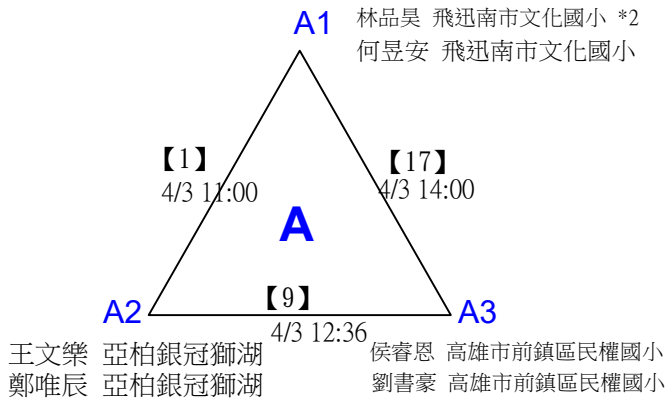 A1 林品昊 飛迅南市文化國小 *2
何昱安 飛迅南市文化國小
【1】
4/3 11:00
【17】
4/3 14:00
A
【9】
4/3 12:36
A2
A3
王文樂 亞柏銀冠獅湖
鄭唯辰 亞柏銀冠獅湖
侯睿恩 高雄市前鎮區民權國小
劉書豪 高雄市前鎮區民權國小